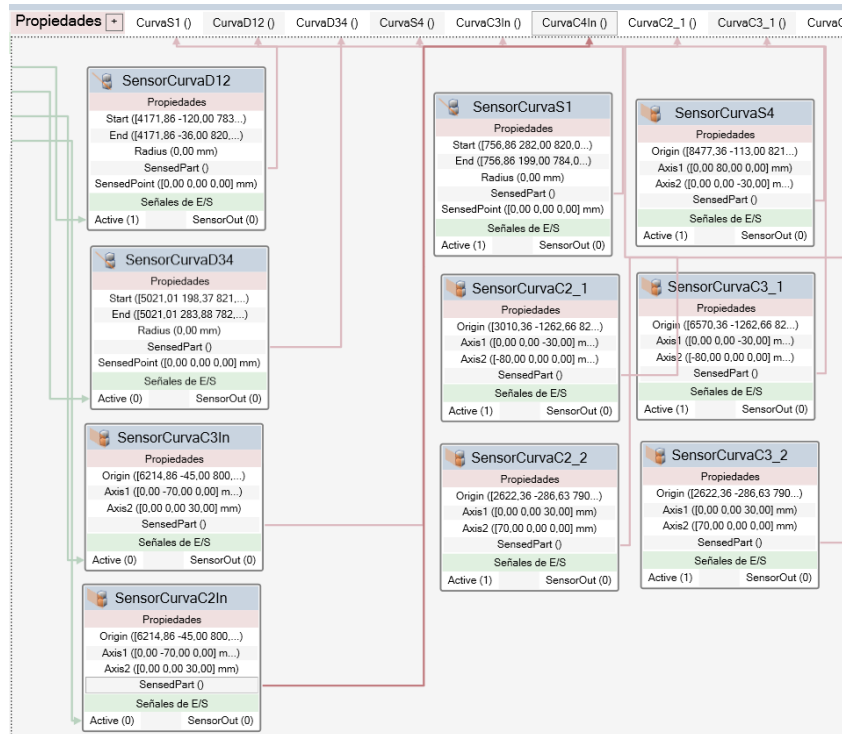 Propiedades + CurvaS1 () CurvaD12 () CurvaD34 () CurvaS4 () CurvaC3In () CurvaC4In () CurvaC2_1 () CurvaC3_1 () CurvaC
SensorCurvaD12
Propiedades
Start ([4171,86 -120,00 783...)
End ([4171,86 -36,00 820,...)
Radius (0,00 mm)
SensedPart ()
SensedPoint ([0,00 0,00 0,00] mm)
Señales de E/S
Active (1) SensorOut (0)
SensorCurvaD34
Propiedades
Start ([5021,01 198,37 821,...)
End ([5021,01 283,88 782,...)
Radius (0,00 mm)
SensedPart ()
SensedPoint ([0,00 0,00 0,00] mm)
Señales de E/S
Active (0) SensorOut (0)
SensorCurvaC3In
Propiedades
Origin ([6214,86 -45,00 800,...)
Axis1 ([0,00 -70,00 0,00] m...)
Axis2 ([0,00 0,00 30,00] mm)
SensedPart ()
Señales de E/S
Active (0) SensorOut (0)
SensorCurvaC2In
Propiedades
Origin ([6214,86 -45,00 800,...)
Axis1 ([0,00 -70,00 0,00] m...)
Axis2 ([0,00 0,00 30,00] mm)
SensedPart ()
Señales de E/S
Active (0) SensorOut (0)
SensorCurvaS1
Propiedades
Start ([756,86 282,00 820,0...)
End ([756,86 199,00 784,0...)
Radius (0,00 mm)
SensedPart ()
SensedPoint ([0,00 0,00 0,00] mm)
Señales de E/S
Active (1) SensorOut (0)
SensorCurvaC2_1
Propiedades
Origin ([3010,36 -1262,66 82...)
Axis1 ([0,00 0,00 -30,00] m...)
Axis2 ([-80,00 0,00 0,00] mm)
SensedPart ()
Señales de E/S
Active (1) SensorOut (0)
SensorCurvaC2_2
Propiedades
Origin ([2622,36 -286,63 790...)
Axis1 ([0,00 0,00 30,00] mm)
Axis2 ([70,00 0,00 0,00] mm)
SensedPart ()
Señales de E/S
Active (1) SensorOut (0)
SensorCurvaS4
Propiedades
Origin ([8477,36 -113,00 821...)
Axis1 ([0,00 80,00 0,00] mm)
Axis2 ([0,00 0,00 -30,00] m...)
SensedPart ()
Señales de E/S
Active (1) SensorOut (0)
SensorCurvaC3_1
Propiedades
Origin ([6570,36 -1262,66 82...)
Axis1 ([0,00 0,00 -30,00] m...)
Axis2 ([-80,00 0,00 0,00] mm)
SensedPart ()
Señales de E/S
Active (1) SensorOut (0)
SensorCurvaC3_2
Propiedades
Origin ([2622,36 -286,63 790...)
Axis1 ([0,00 0,00 30,00] mm)
Axis2 ([70,00 0,00 0,00] mm)
SensedPart ()
Señales de E/S
Active (1) SensorOut (0)